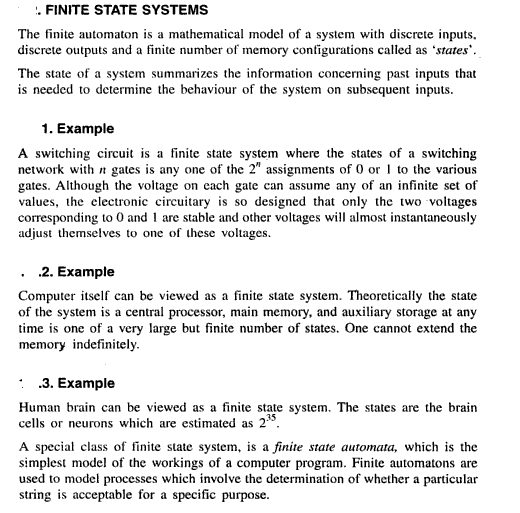 . FINITE STATE SYSTEMS
The finite automaton is a mathematical model of a system with discrete inputs,
discrete outputs and a finite number of memory configurations called as 'states'.
The state of a system summarizes the information concerning past inputs that
is needed to determine the behaviour of the system on subsequent inputs.
1. Example
A switching circuit is a finite state system where the states of a switching
network with n gates is any one of the 2ⁿ assignments of 0 or 1 to the various
gates. Although the voltage on each gate can assume any of an infinite set of
values, the electronic circuitary is so designed that only the two voltages
corresponding to 0 and 1 are stable and other voltages will almost instantaneously
adjust themselves to one of these voltages.
.2. Example
Computer itself can be viewed as a finite state system. Theoretically the state
of the system is a central processor, main memory, and auxiliary storage at any
time is one of a very large but finite number of states. One cannot extend the
memory indefinitely.
.3. Example
Human brain can be viewed as a finite state system. The states are the brain
cells or neurons which are estimated as 2³⁵.
A special class of finite state system, is a finite state automata, which is the
simplest model of the workings of a computer program. Finite automatons are
used to model processes which involve the determination of whether a particular
string is acceptable for a specific purpose.